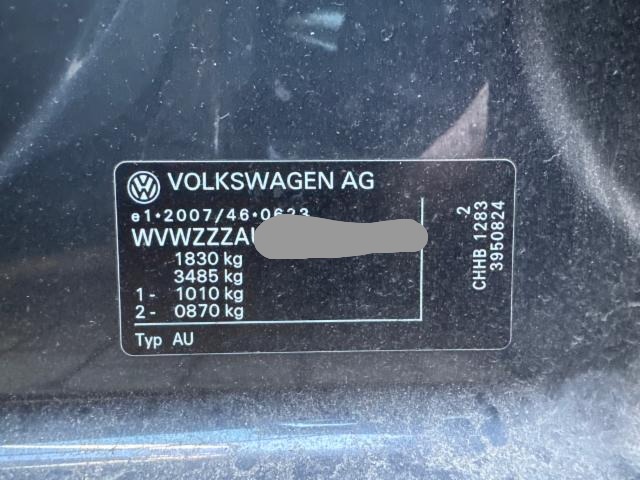 VOLKSWAGEN AG
e1*2007/46*0623
WVWZZZAU
1830 kg
3485 kg
1- 1010 kg
2- 0870 kg
Typ AU
2
CHHB 1283
3950824